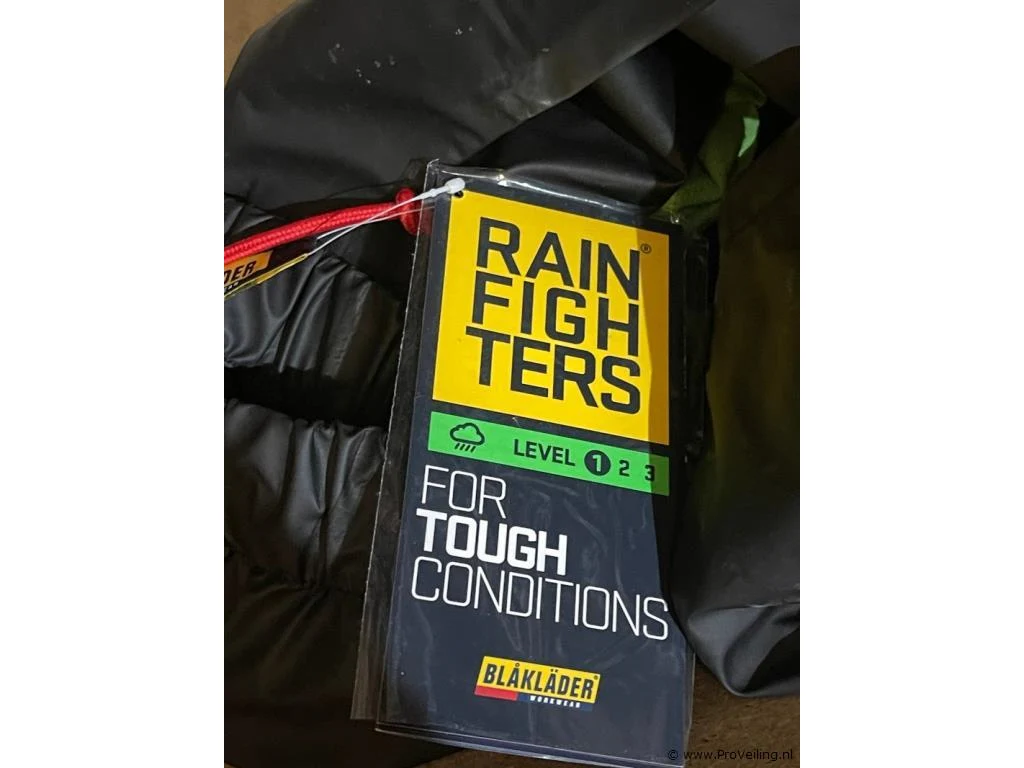 RAIN®
FIGH
TERS
LEVEL 1 2 3
FOR
TOUGH
CONDITIONS
BLÅKLÄDER®
WORKWEAR
© www.ProVeiling.nl